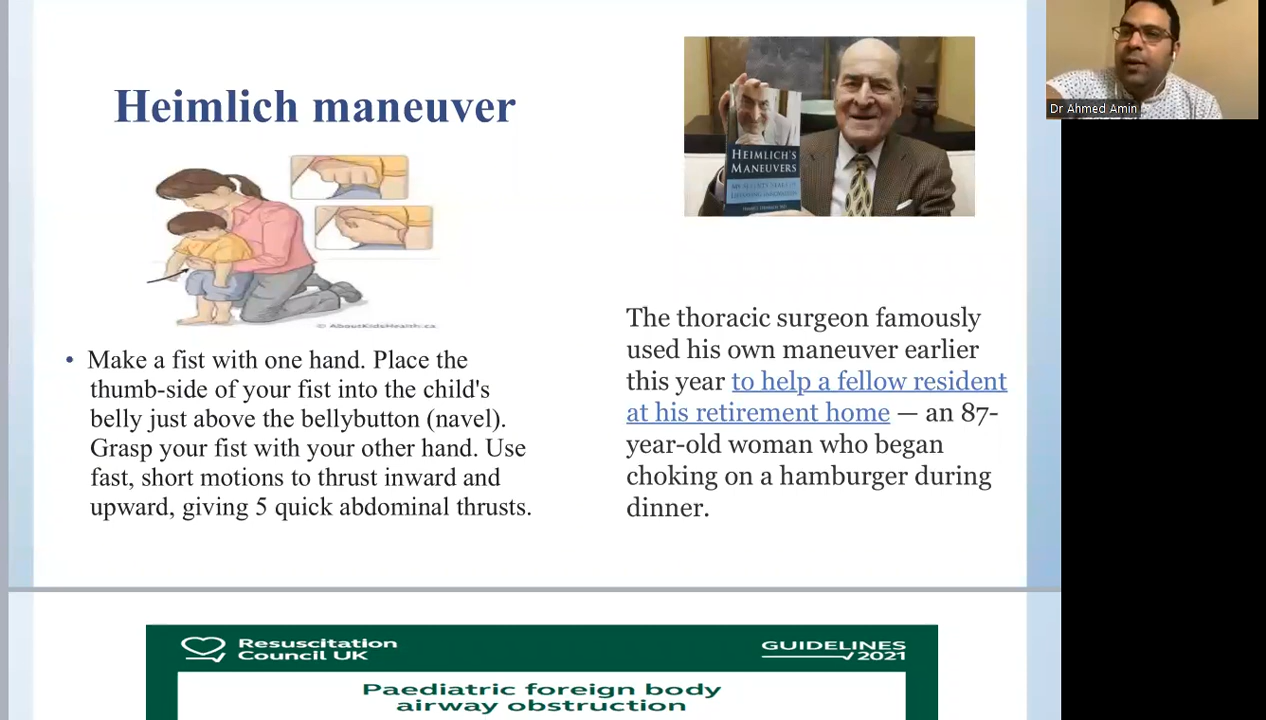 Heimlich maneuver
© AboutKidsHealth.ca
• Make a fist with one hand. Place the
thumb-side of your fist into the child's
belly just above the bellybutton (navel).
Grasp your fist with your other hand. Use
fast, short motions to thrust inward and
upward, giving 5 quick abdominal thrusts.
HEIMLICH'S
MANEUVERS
The thoracic surgeon famously
used his own maneuver earlier
this year to help a fellow resident
at his retirement home — an 87-
year-old woman who began
choking on a hamburger during
dinner.
Dr Ahmed Amin
Resuscitation
Council UK
GUIDELINES
2021
Paediatric foreign body
airway obstruction